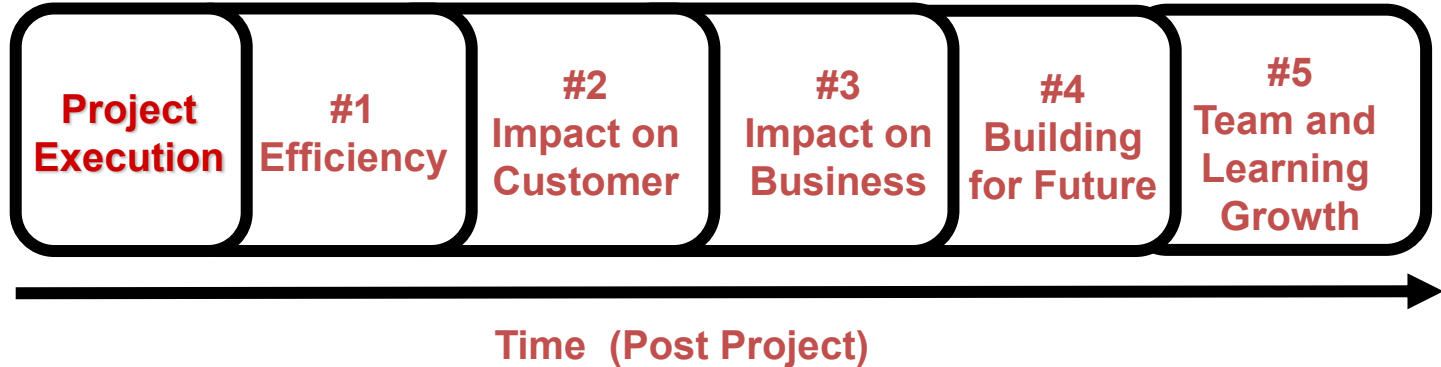 Project
Execution
#1
Efficiency
#2
Impact on
Customer
#3
Impact on
Business
#4
Building
for Future
#5
Team and
Learning
Growth
Time (Post Project)